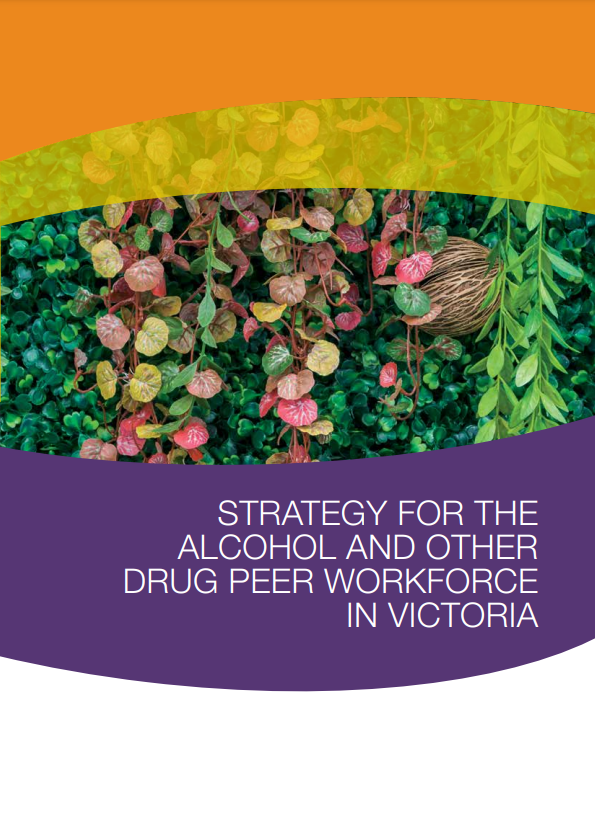 STRATEGY FOR THE
ALCOHOL AND OTHER
DRUG PEER WORKFORCE
IN VICTORIA